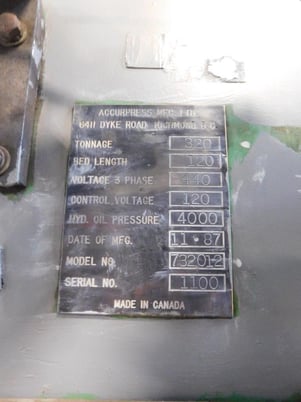 ACCURPRESS MFG. LTD.
6411 DYKE ROAD RICHMOND B.C.
TONNAGE 320
BED LENGTH 120
VOLTAGE 3 PHASE 440
CONTROL VOLTAGE 120
HYD. OIL PRESSURE 4000
DATE OF MFG. 11-87
MODEL NO. 732012
SERIAL NO. 1100
MADE IN CANADA